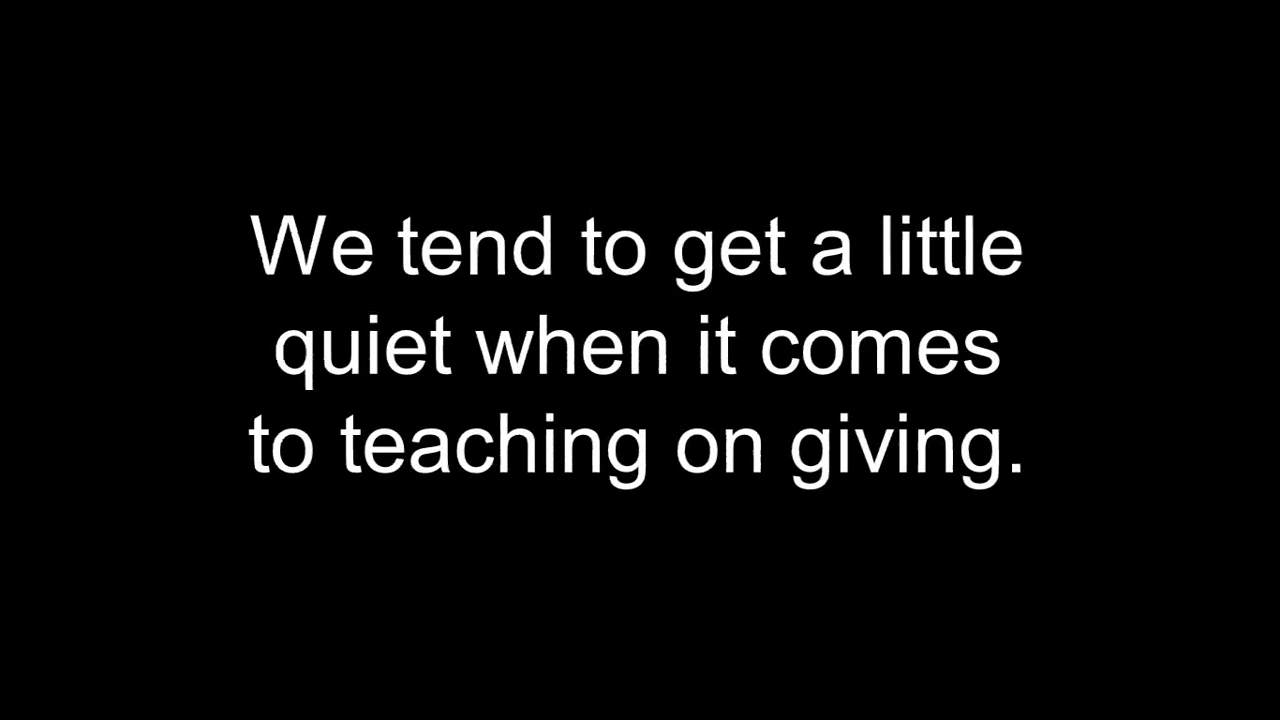 We tend to get a little
quiet when it comes
to teaching on giving.